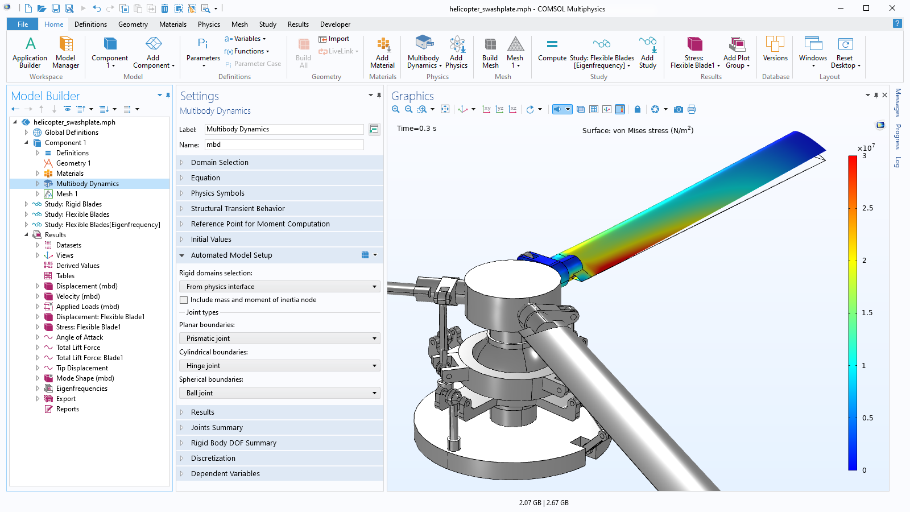 helicopter_swashplate.mph - COMSOL Multiphysics
File Home Definitions Geometry Materials Physics Mesh Study Results Developer
Application Builder
Model Manager
Workspace
Component 1
Add Component
Model
Parameters
Variables
Functions
Parameter Case
Definitions
Build All
Import
LiveLink
Geometry
Add Material
Material
Multibody Dynamics
Add Physics
Physics
Build Mesh
Mesh 1
Mesh
Compute
Study: Flexible Blades [Eigenfrequency]
Add Study
Study
Stress: Flexible Blade1
Add Plot Group
Results
Versions
Database
Windows
Reset Desktop
Layout
Model Builder
helicopter_swashplate.mph
Global Definitions
Component 1
Definitions
Geometry 1
Materials
Multibody Dynamics
Mesh 1
Study: Rigid Blades
Study: Flexible Blades
Study: Flexible Blades[Eigenfrequency]
Results
Datasets
Views
Derived Values
Tables
Displacement (mbd)
Velocity (mbd)
Applied Loads (mbd)
Displacement: Flexible Blade1
Stress: Flexible Blade1
Angle of Attack
Total Lift Force
Total Lift Force: Blade1
Tip Displacement
Mode Shape (mbd)
Eigenfrequencies
Export
Reports
Settings
Multibody Dynamics
Label: Multibody Dynamics
Name: mbd
Domain Selection
Equation
Physics Symbols
Structural Transient Behavior
Reference Point for Moment Computation
Initial Values
Automated Model Setup
Rigid domains selection:
From physics interface
Include mass and moment of inertia node
Joint types
Planar boundaries:
Prismatic joint
Cylindrical boundaries:
Hinge joint
Spherical boundaries:
Ball joint
Results
Joints Summary
Rigid Body DOF Summary
Discretization
Dependent Variables
Graphics
Time=0.3 s
Surface: von Mises stress (N/m²)
×10⁷
3
2.5
2
1.5
1
0.5
0
Messages
Progress
Log
2.07 GB | 2.67 GB